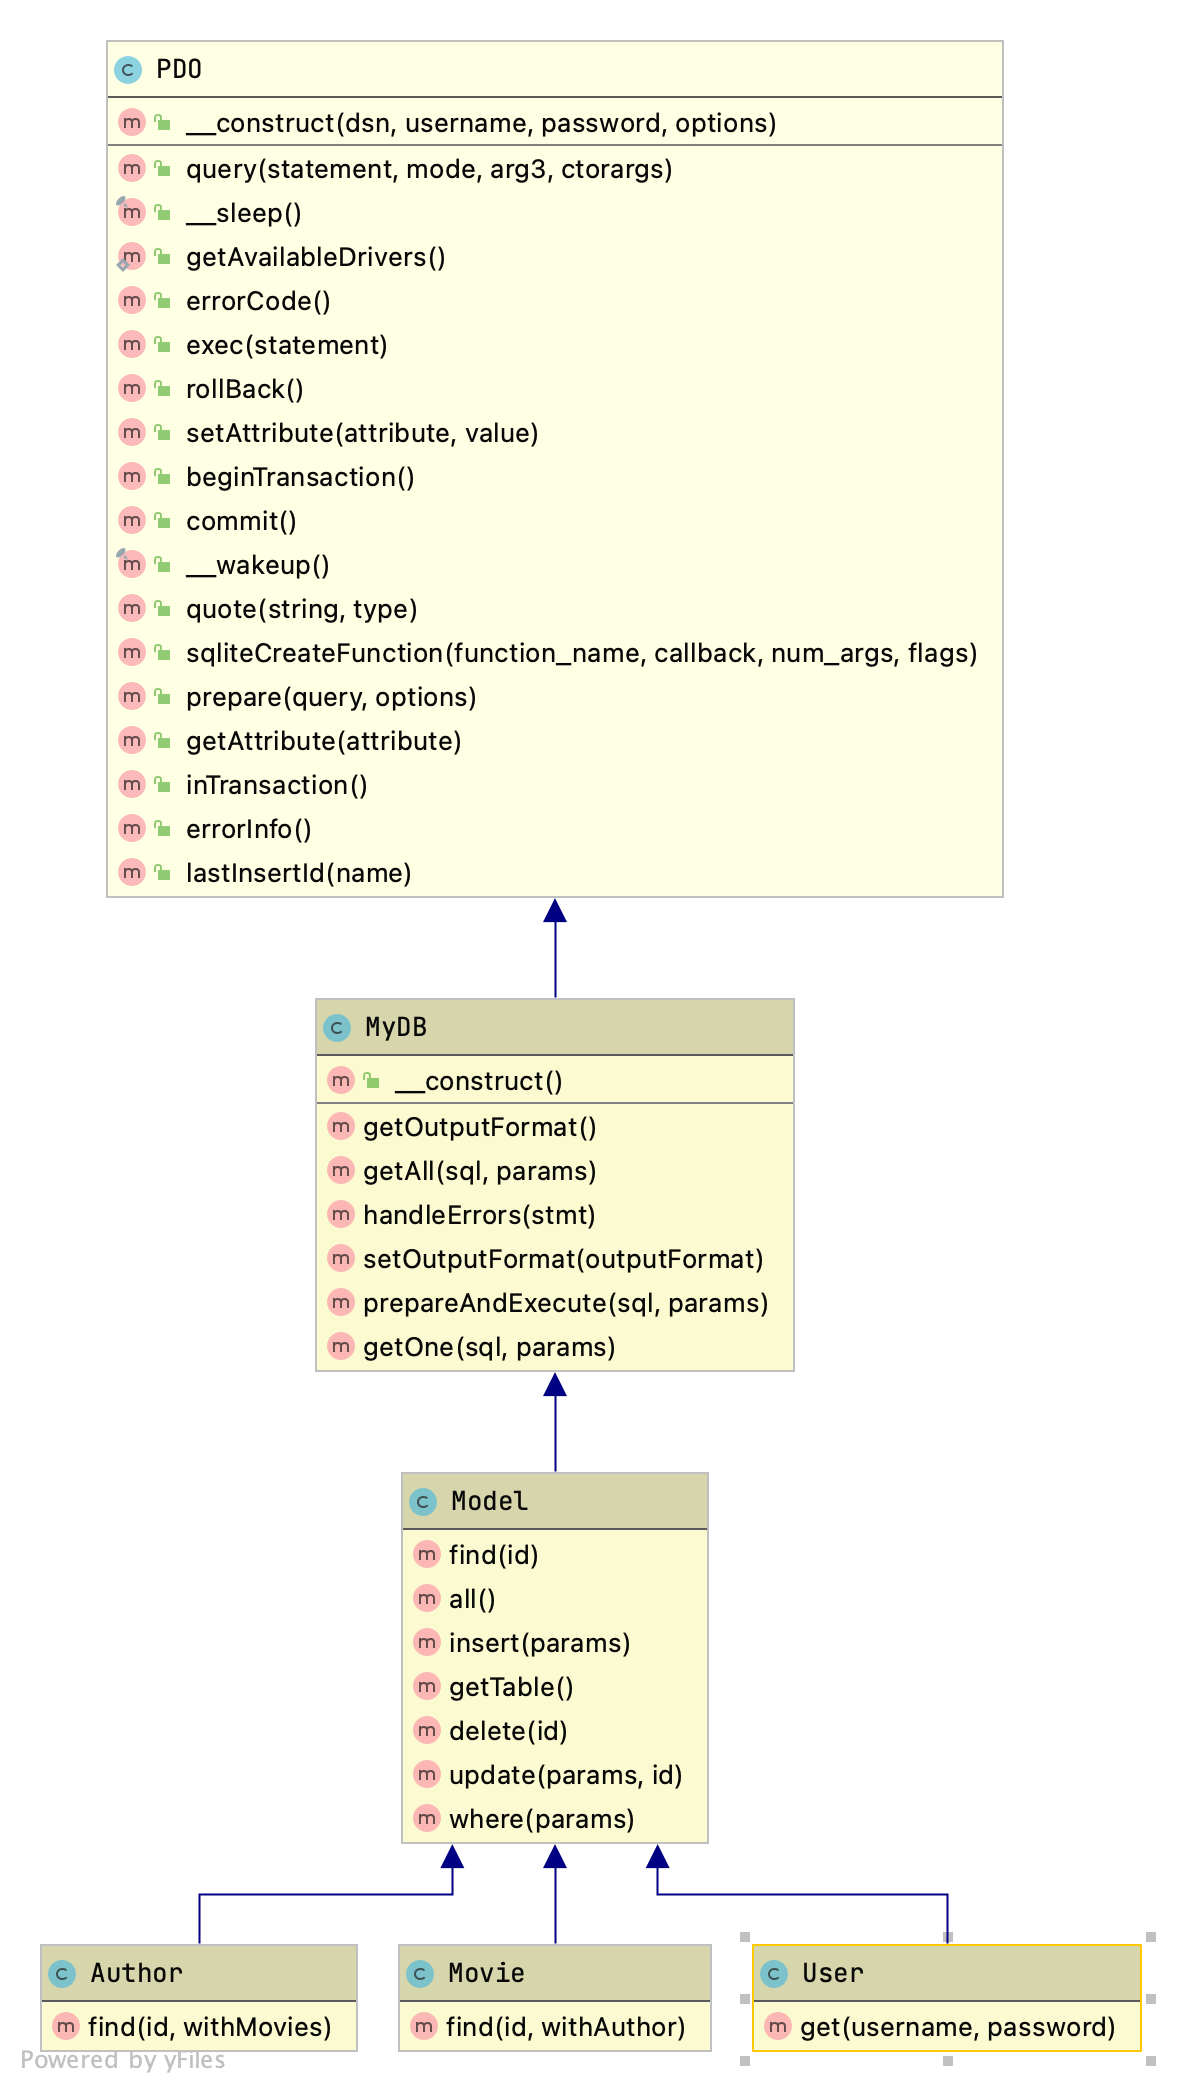 PDO
__construct(dsn, username, password, options)
query(statement, mode, arg3, ctorargs)
__sleep()
getAvailableDrivers()
errorCode()
exec(statement)
rollBack()
setAttribute(attribute, value)
beginTransaction()
commit()
__wakeup()
quote(string, type)
sqliteCreateFunction(function_name, callback, num_args, flags)
prepare(query, options)
getAttribute(attribute)
inTransaction()
errorInfo()
lastInsertId(name)
MyDB
__construct()
getOutputFormat()
getAll(sql, params)
handleErrors(stmt)
setOutputFormat(outputFormat)
prepareAndExecute(sql, params)
getOne(sql, params)
Model
find(id)
all()
insert(params)
getTable()
delete(id)
update(params, id)
where(params)
Author
find(id, withMovies)
Movie
find(id, withAuthor)
User
get(username, password)
Powered by yFiles